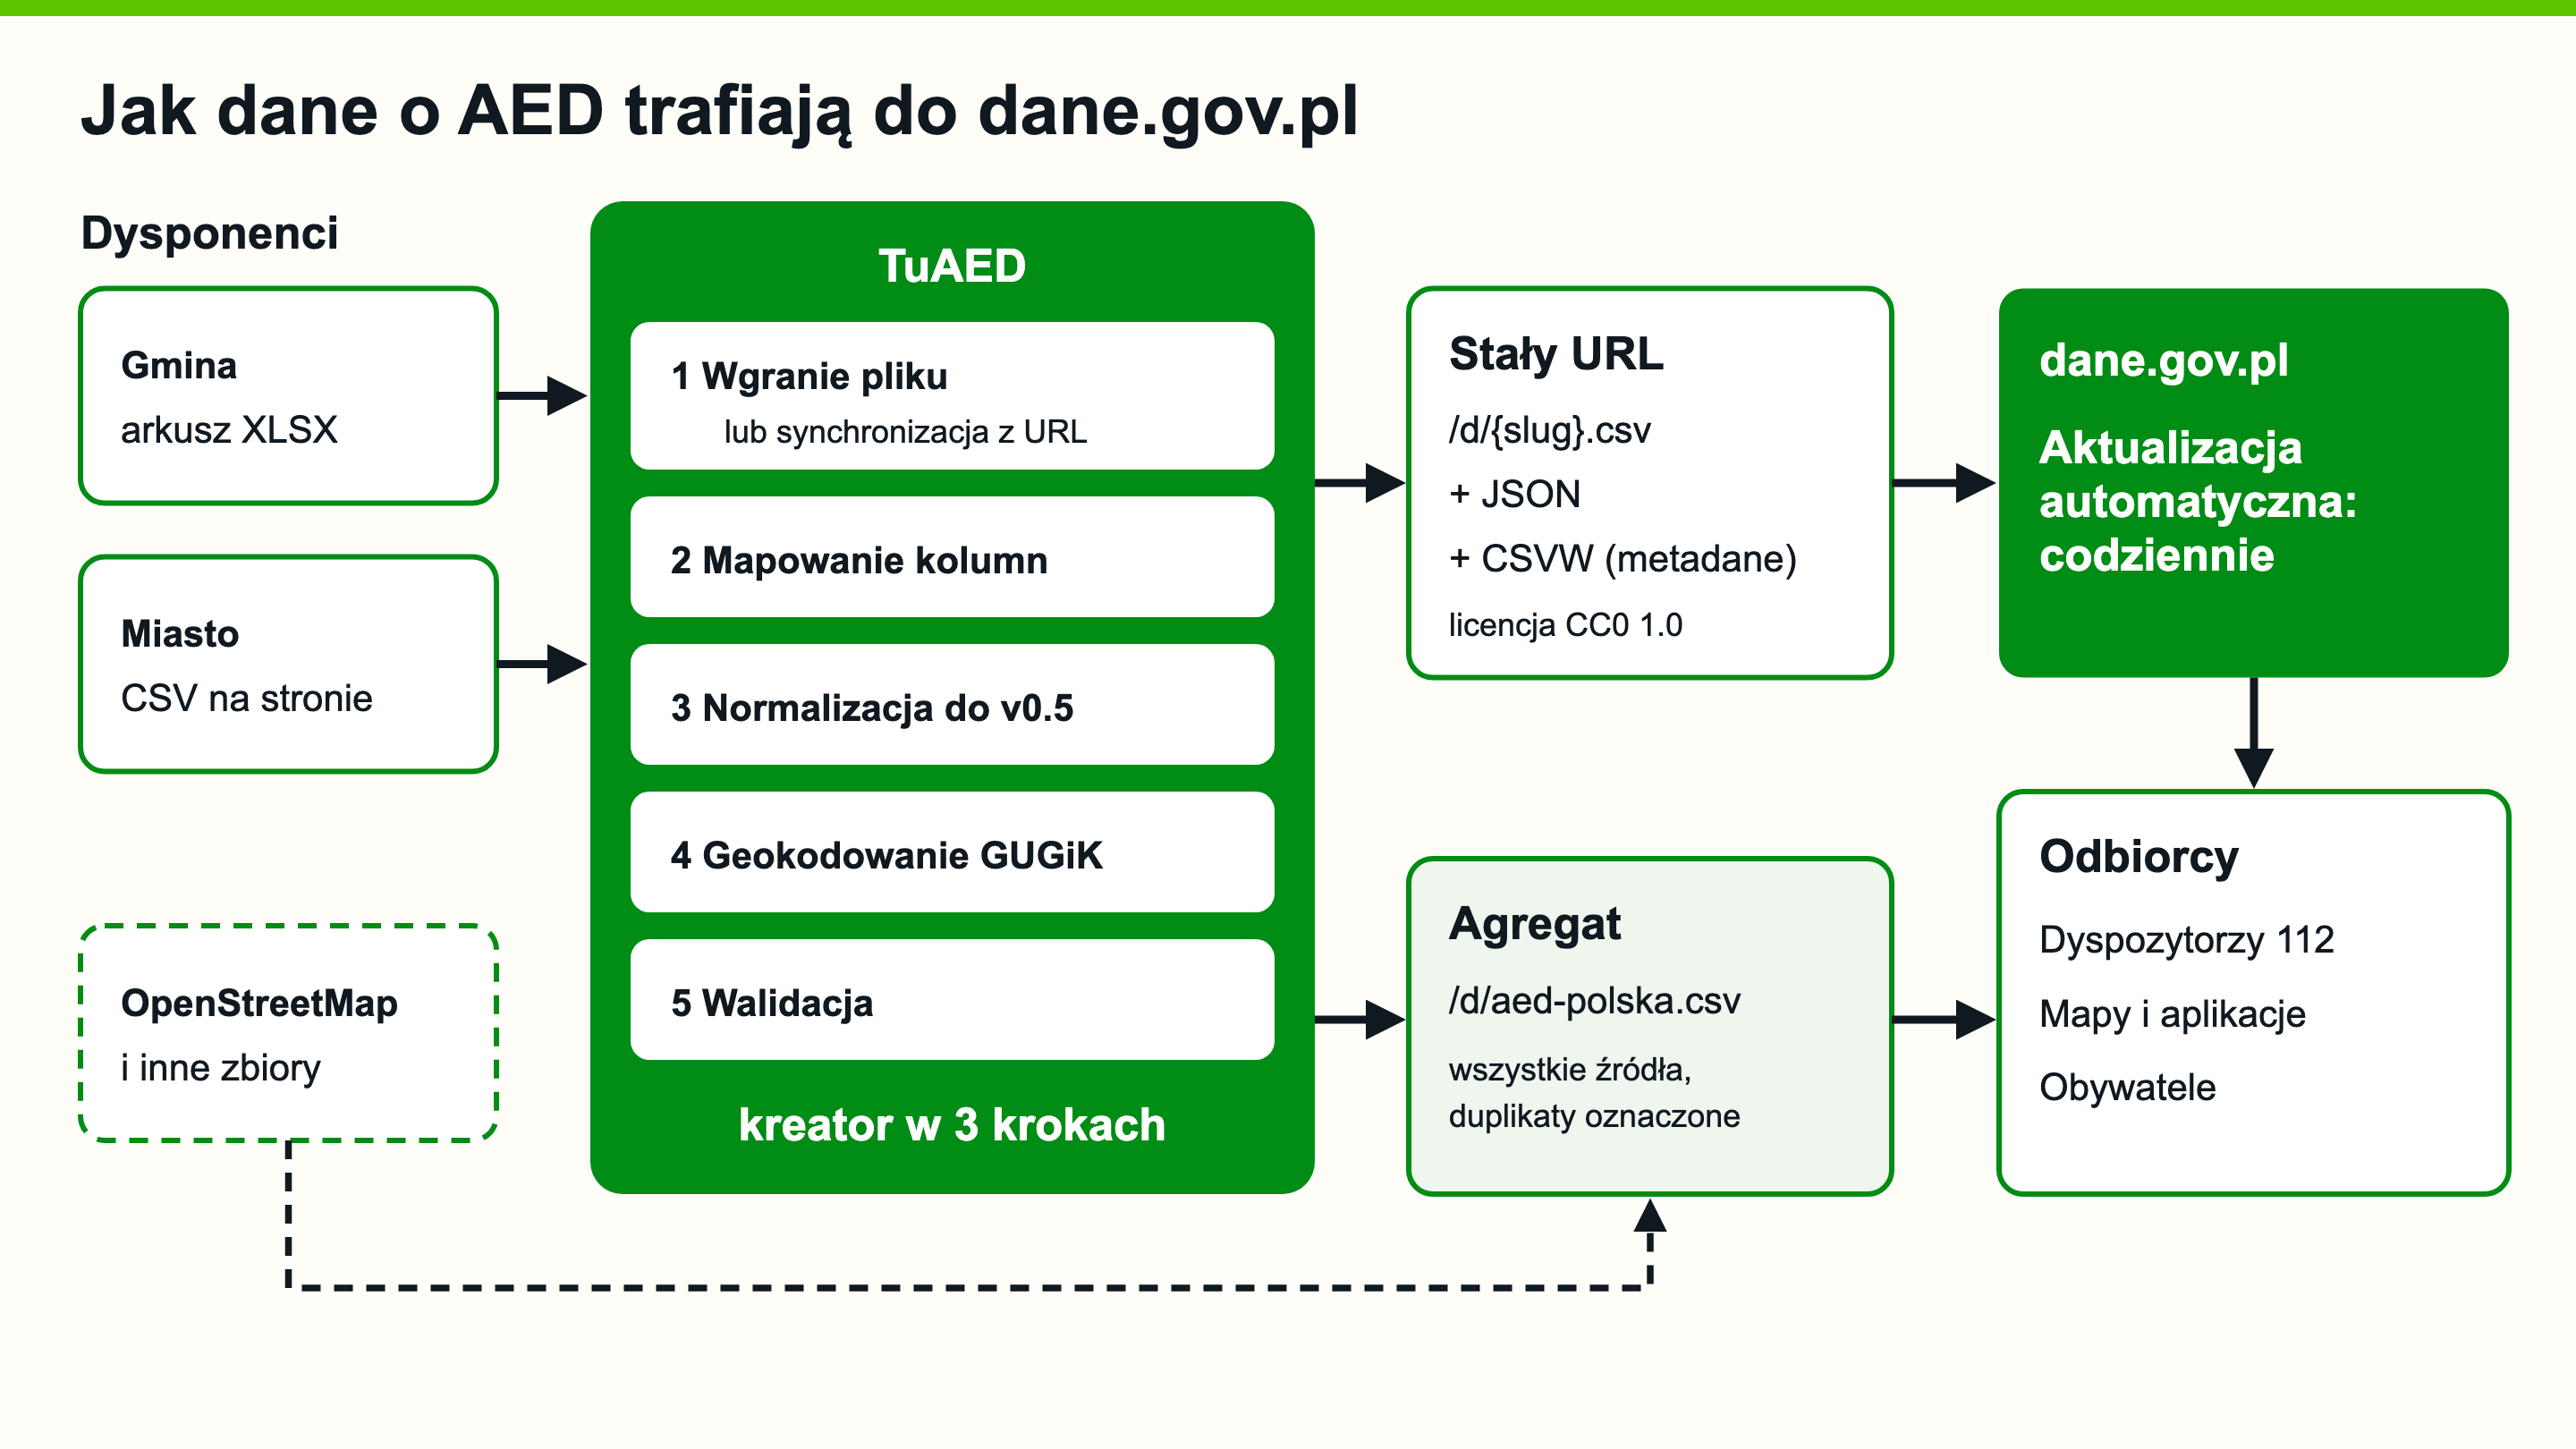 Jak dane o AED trafiają do dane.gov.pl
Dysponenci
Gmina
arkusz XLSX
Miasto
CSV na stronie
OpenStreetMap
i inne zbiory
TuAED
1 Wgranie pliku
lub synchronizacja z URL
2 Mapowanie kolumn
3 Normalizacja do v0.5
4 Geokodowanie GUGiK
5 Walidacja
kreator w 3 krokach
Stały URL
/d/{slug}.csv
+ JSON
+ CSVW (metadane)
licencja CC0 1.0
Agregat
/d/aed-polska.csv
wszystkie źródła,
duplikaty oznaczone
dane.gov.pl
Aktualizacja
automatyczna:
codziennie
Odbiorcy
Dyspozytorzy 112
Mapy i aplikacje
Obywatele